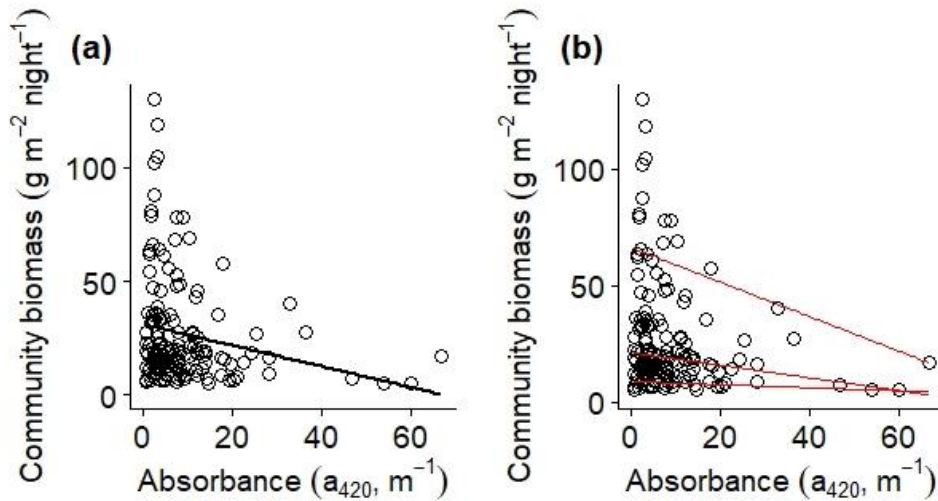 (a)
Community biomass (g m⁻² night⁻¹)
100
50
0
0 20 40 60
Absorbance (a₄₂₀, m⁻¹)
(b)
Community biomass (g m⁻² night⁻¹)
100
50
0
0 20 40 60
Absorbance (a₄₂₀, m⁻¹)